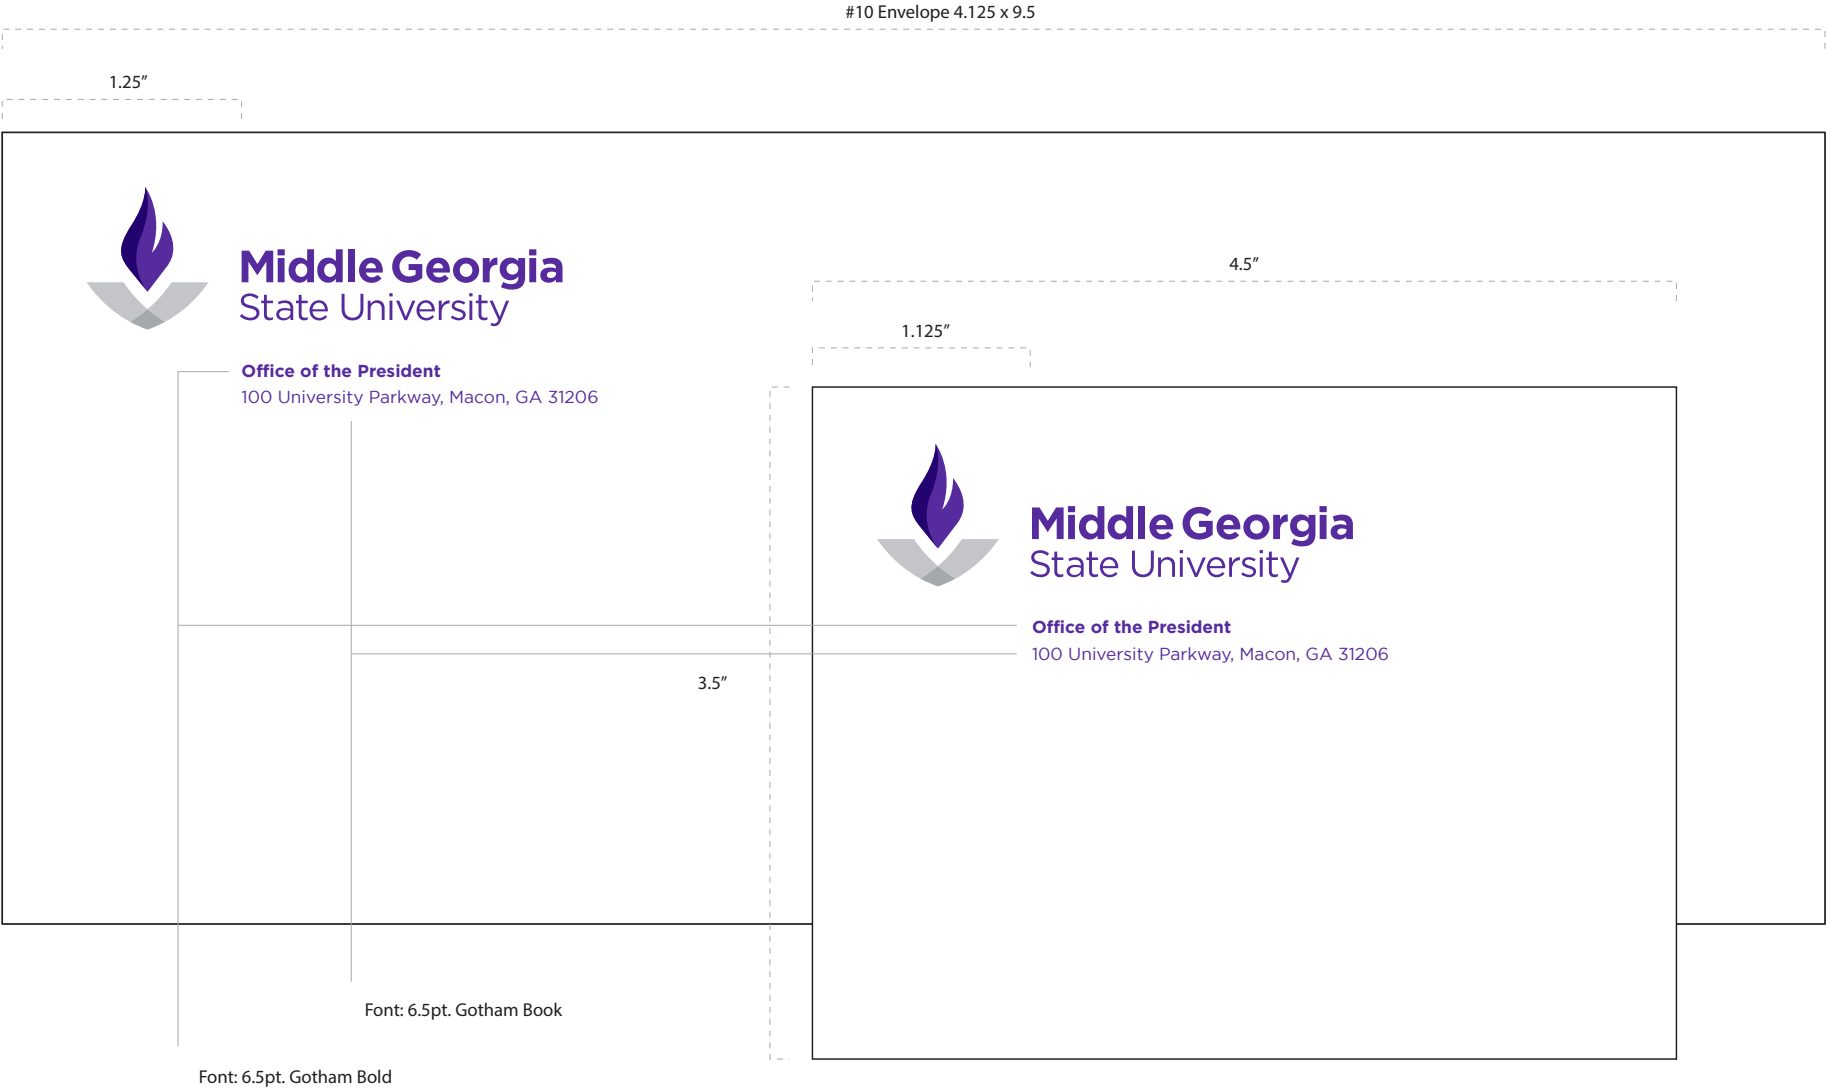 #10 Envelope 4.125 x 9.5
1.25”
Middle Georgia
State University
Office of the President
100 University Parkway, Macon, GA 31206
4.5”
1.125”
Middle Georgia
State University
Office of the President
100 University Parkway, Macon, GA 31206
3.5”
Font: 6.5pt. Gotham Book
Font: 6.5pt. Gotham Bold